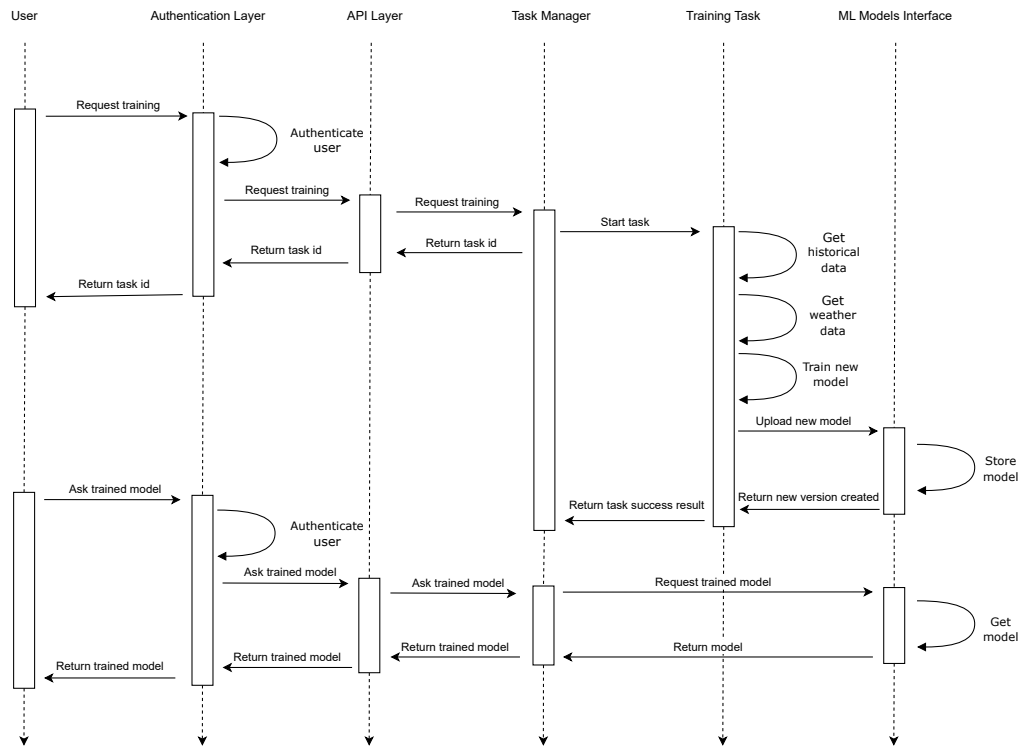 User
Authentication Layer
API Layer
Task Manager
Training Task
ML Models Interface
Request training
Authenticate
user
Request training
Request training
Start task
Get
historical
data
Return task id
Return task id
Return task id
Get
weather
data
Train new
model
Upload new model
Store
model
Ask trained model
Return new version created
Return task success result
Authenticate
user
Ask trained model
Ask trained model
Request trained model
Get
model
Return trained model
Return trained model
Return trained model
Return model